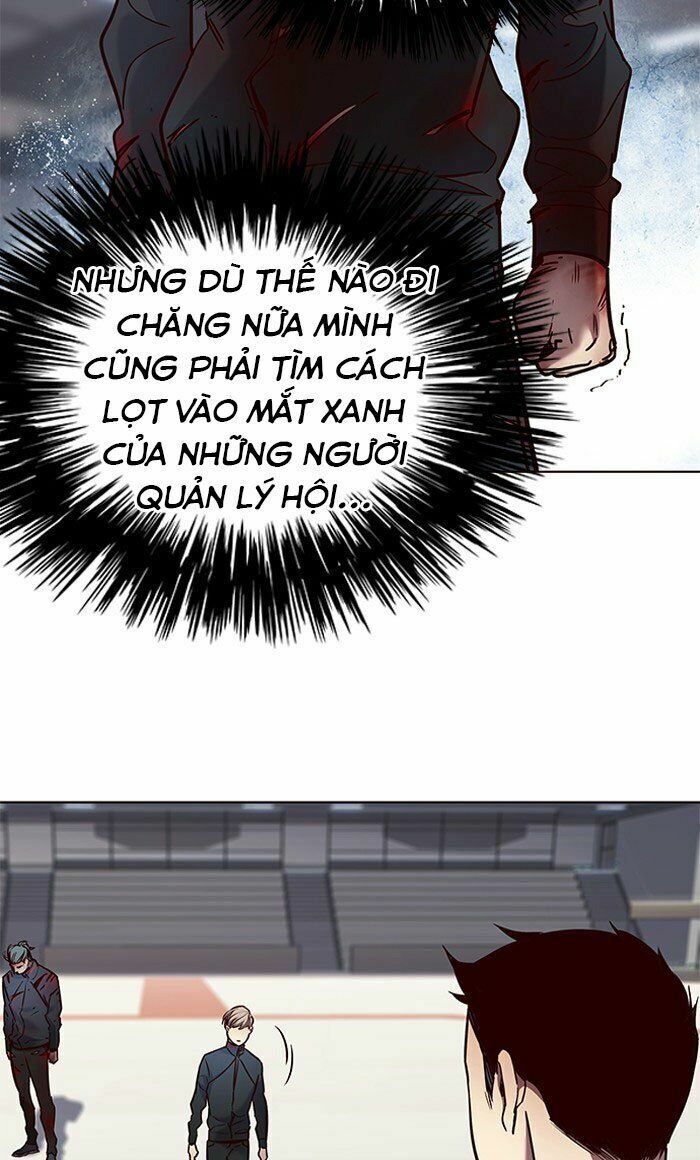 NHƯNG DÙ THẾ NÀO ĐI
CHĂNG NỮA MÌNH
CŨNG PHẢI TÌM CÁCH
LỌT VÀO MẮT XANH
CỦA NHỮNG NGƯỜI
QUẢN LÝ HỘI...